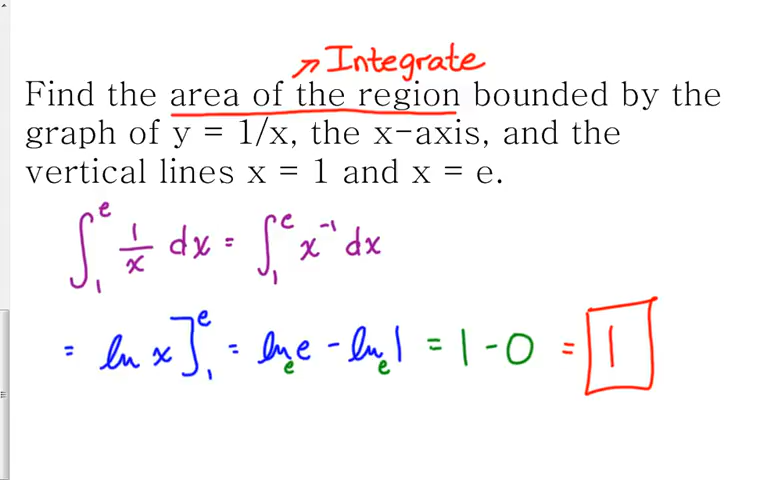 ↗ Integrate
Find the area of the region bounded by the
graph of y = 1/x, the x-axis, and the
vertical lines x = 1 and x = e.
∫₁ᵉ 1/x dx = ∫₁ᵉ x⁻¹ dx
= ln x]₁ᵉ = lnₑe - lnₑ1 = 1 - 0 = 1